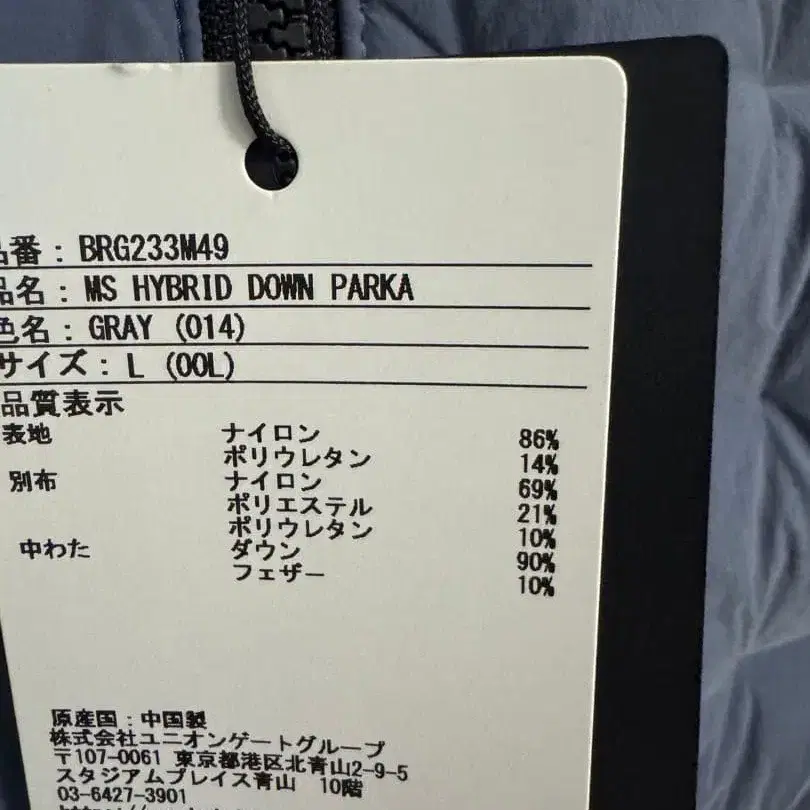 品番：BRG233M49
品名：MS HYBRID DOWN PARKA
色名：GRAY (014)
サイズ：L (00L)
品質表示
表地 ナイロン 86%
ポリウレタン 14%
別布 ナイロン 69%
ポリエステル 21%
ポリウレタン 10%
中わた ダウン 90%
フェザー 10%
原産国：中国製
株式会社ユニオンゲートグループ
〒107-0061 東京都港区北青山2-9-5
スタジアムプレイス青山 10階
03-6427-3901